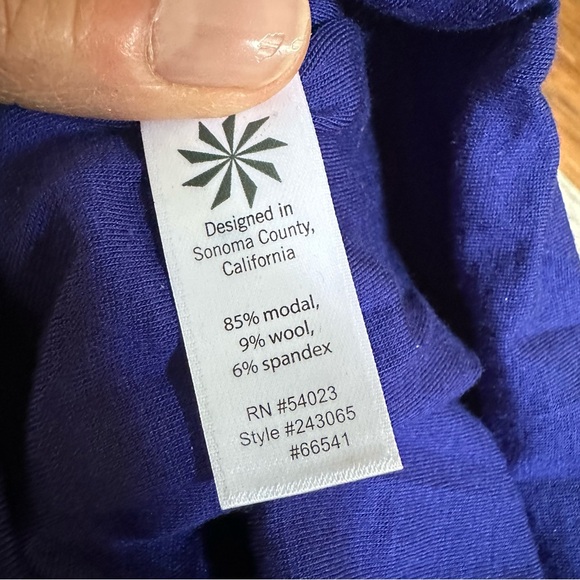 Designed in
Sonoma County,
California
85% modal,
9% wool,
6% spandex
RN #54023
Style #243065
#66541